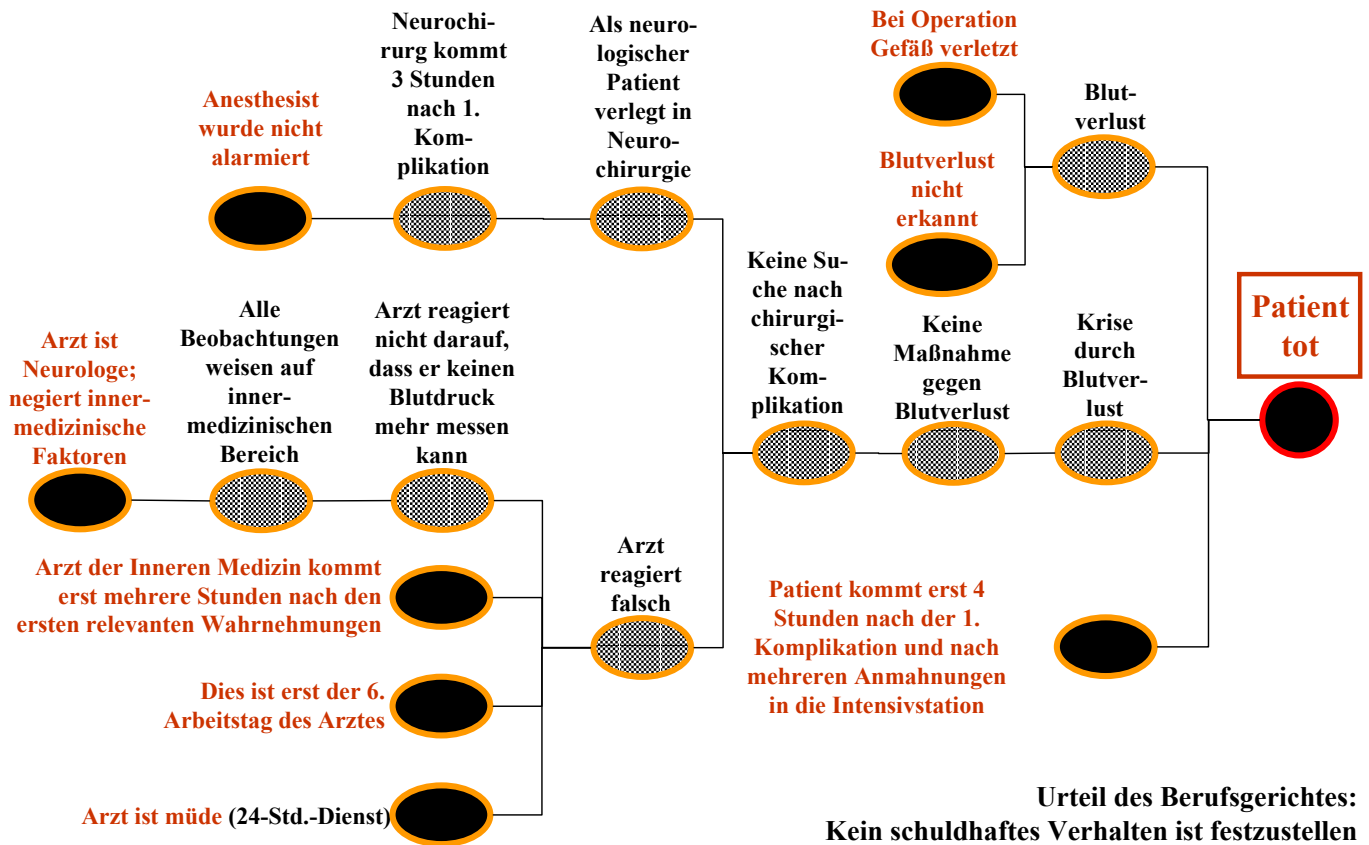 Neurochi-
rurg kommt
3 Stunden
nach 1.
Kom-
plikation
Als neuro-
logischer
Patient
verlegt in
Neuro-
chirurgie
Bei Operation
Gefäß verletzt
Anesthesist
wurde nicht
alarmiert
Blut-
verlust
Blutverlust
nicht
erkannt
Keine Su-
che nach
chirurgi-
scher
Kom-
plikation
Keine
Maßnahme
gegen
Blutverlust
Krise
durch
Blutver-
lust
Patient
tot
Arzt ist
Neurologe;
negiert inner-
medizinische
Faktoren
Alle
Beobachtungen
weisen auf
inner-
medizinischen
Bereich
Arzt reagiert
nicht darauf,
dass er keinen
Blutdruck
mehr messen
kann
Arzt der Inneren Medizin kommt
erst mehrere Stunden nach den
ersten relevanten Wahrnehmungen
Arzt
reagiert
falsch
Patient kommt erst 4
Stunden nach der 1.
Komplikation und nach
mehreren Anmahnungen
in die Intensivstation
Dies ist erst der 6.
Arbeitstag des Arztes
Arzt ist müde (24-Std.-Dienst)
Urteil des Berufsgerichtes:
Kein schuldhaftes Verhalten ist festzustellen